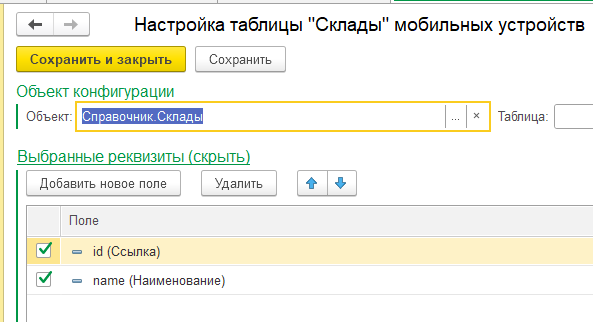 Настройка таблицы "Склады" мобильных устройств
Сохранить и закрыть Сохранить
Объект конфигурации
Объект: Справочник.Склады ... × Таблица:
Выбранные реквизиты (скрыть)
Добавить новое поле Удалить
Поле
id (Ссылка)
name (Наименование)